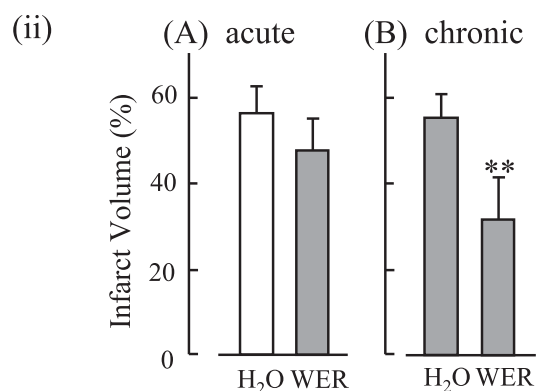 (ii)
(A) acute
(B) chronic
Infarct Volume (%)
60
40
20
0
**
H₂O WER
H₂O WER